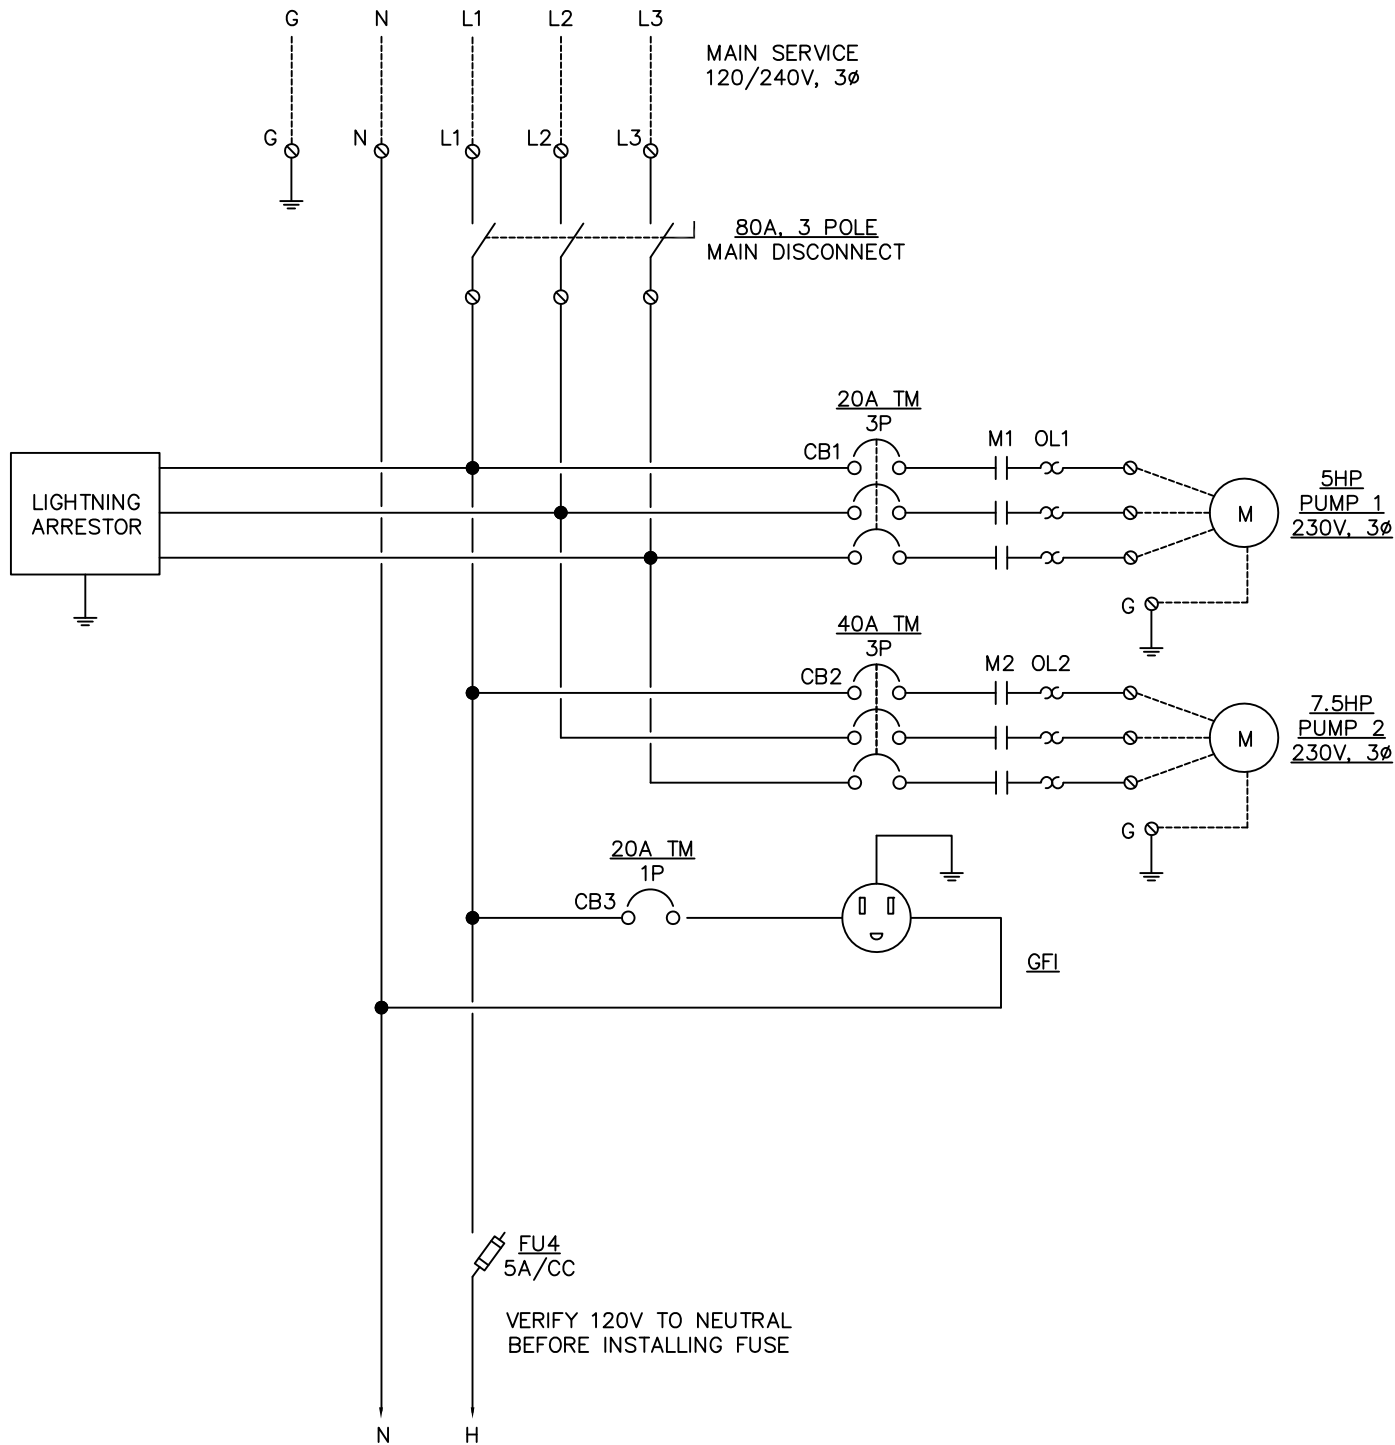 G N L1 L2 L3
MAIN SERVICE
120/240V, 3ø
G N L1 L2 L3
80A, 3 POLE
MAIN DISCONNECT
20A TM
3P
CB1 M1 OL1
LIGHTNING
ARRESTOR
M
5HP
PUMP 1
230V, 3ø
G
40A TM
3P
CB2 M2 OL2
M
7.5HP
PUMP 2
230V, 3ø
G
20A TM
1P
CB3
GFI
FU4
5A/CC
VERIFY 120V TO NEUTRAL
BEFORE INSTALLING FUSE
N H